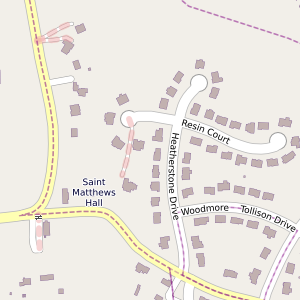 Resin Court
Heatherstone Drive
Saint
Matthews
Hall
Woodmore
Tollison Drive